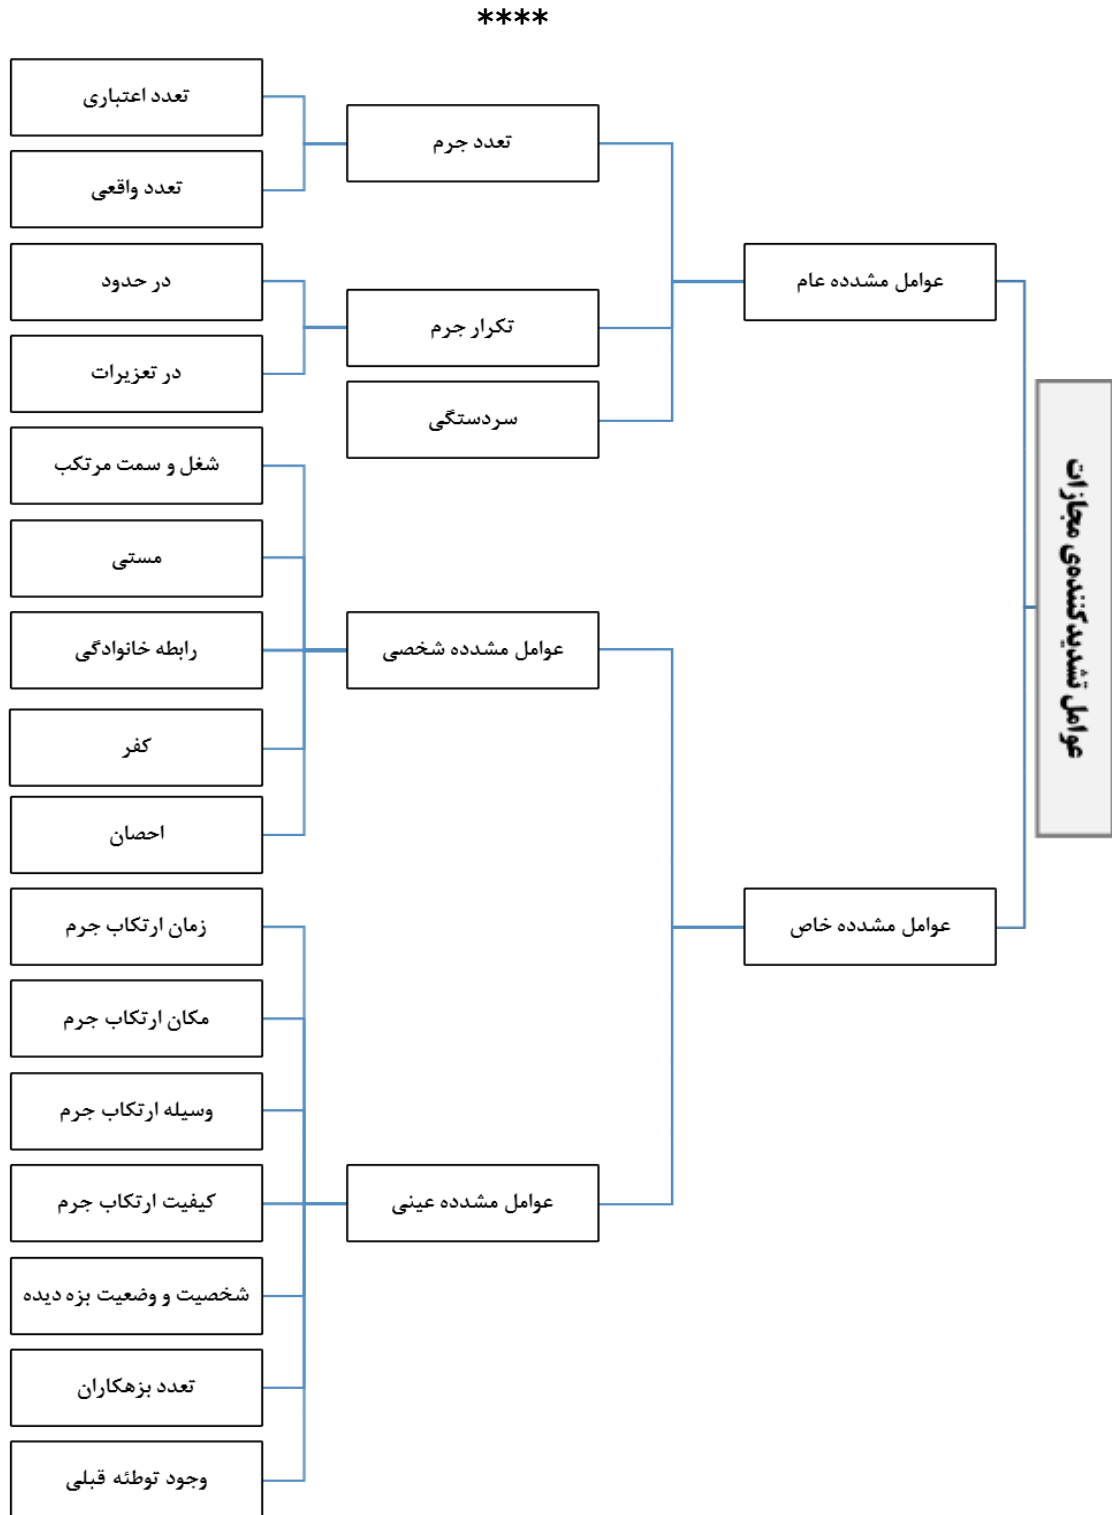 ****
عوامل تشدیدکننده‌ی مجازات
عوامل مشدده عام
تعدد جرم
تعدد اعتباری
تعدد واقعی
تکرار جرم
در حدود
در تعزیرات
سردستگی
عوامل مشدده خاص
عوامل مشدده شخصی
شغل و سمت مرتکب
مستی
رابطه خانوادگی
کفر
احصان
عوامل مشدده عینی
زمان ارتکاب جرم
مکان ارتکاب جرم
وسیله ارتکاب جرم
کیفیت ارتکاب جرم
شخصیت و وضعیت بزه دیده
تعدد بزهکاران
وجود توطئه قبلی